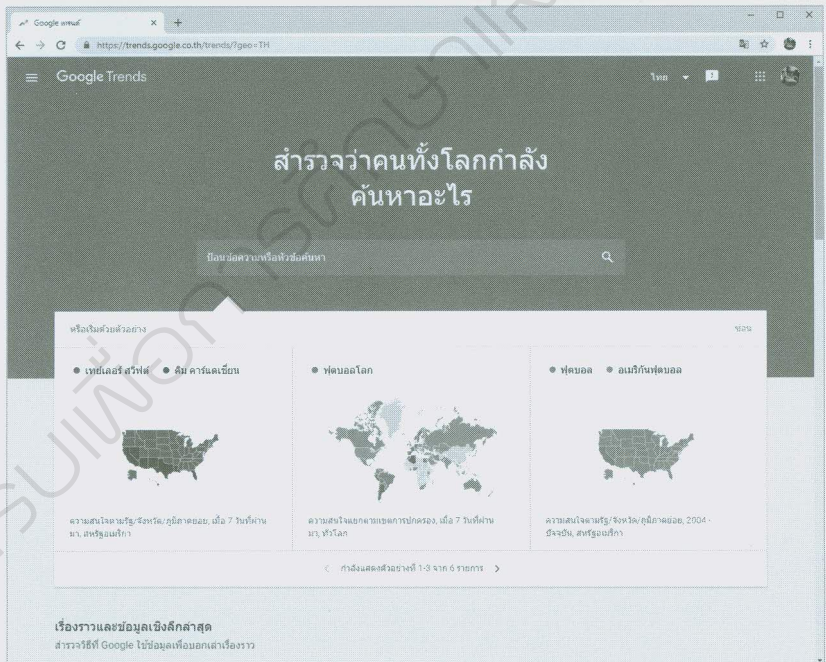 Google เทรนด์
https://trends.google.co.th/trends/?geo=TH
Google Trends
ไทย
สำรวจว่าคนทั้งโลกกำลัง
ค้นหาอะไร
ป้อนข้อความหรือหัวข้อค้นหา
หรือเริ่มด้วยตัวอย่าง
ซ่อน
เทย์เลอร์ สวิฟต์ คิม คาร์แดเชียน
ฟุตบอลโลก
ฟุตบอล อเมริกันฟุตบอล
ความสนใจตามรัฐ/จังหวัด/ภูมิภาคย่อย, เมื่อ 7 วันที่ผ่าน
มา, สหรัฐอเมริกา
ความสนใจแยกตามเขตการปกครอง, เมื่อ 7 วันที่ผ่าน
มา, ทั่วโลก
ความสนใจตามรัฐ/จังหวัด/ภูมิภาคย่อย, 2004 -
ปัจจุบัน, สหรัฐอเมริกา
กำลังแสดงตัวอย่างที่ 1-3 จาก 6 รายการ
เรื่องราวและข้อมูลเชิงลึกล่าสุด
สำรวจวิธีที่ Google ใช้ข้อมูลเพื่อบอกเล่าเรื่องราว